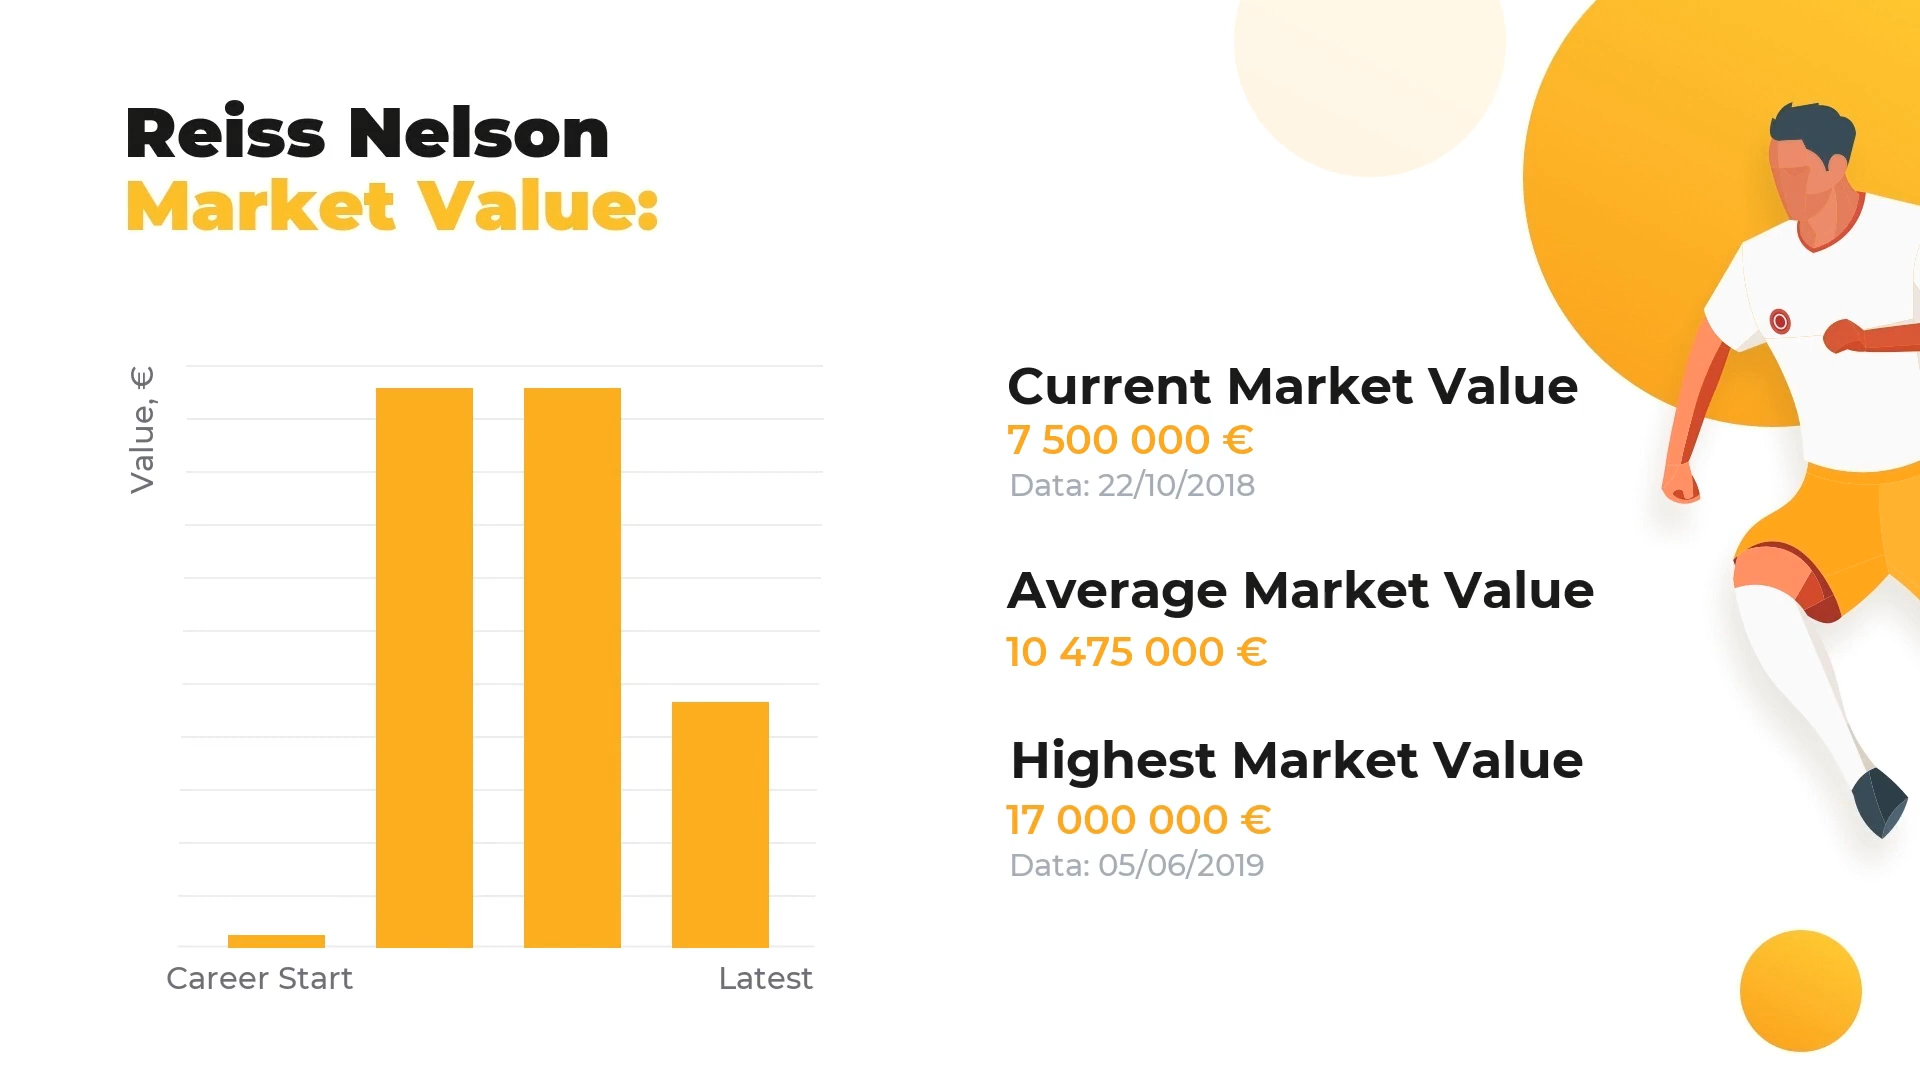 Reiss Nelson
Market Value:
Value, €
Career Start
Latest
Current Market Value
7 500 000 €
Data: 22/10/2018
Average Market Value
10 475 000 €
Highest Market Value
17 000 000 €
Data: 05/06/2019